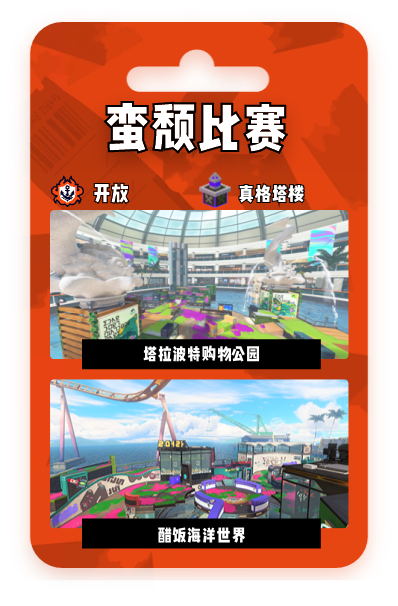 蛮颓比赛
开放
真格塔楼
塔拉波特购物公园
醋饭海洋世界